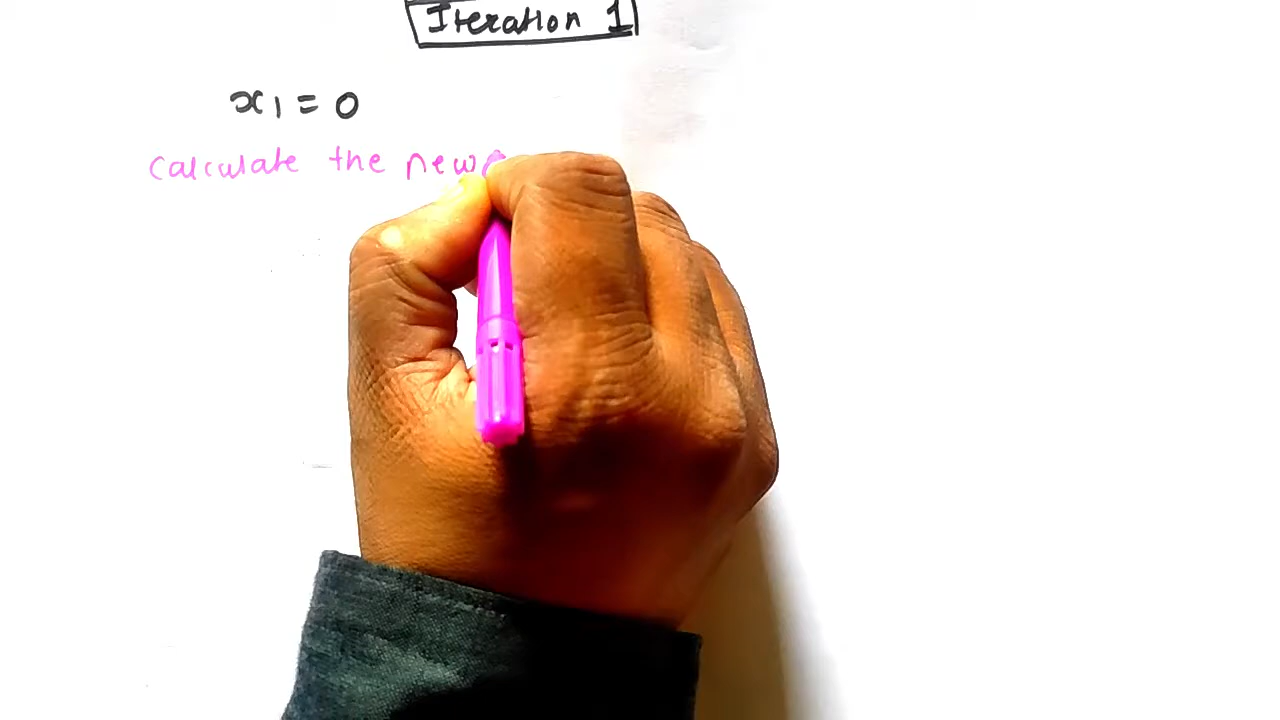 Iteration 1
x₁ = 0
Calculate the new